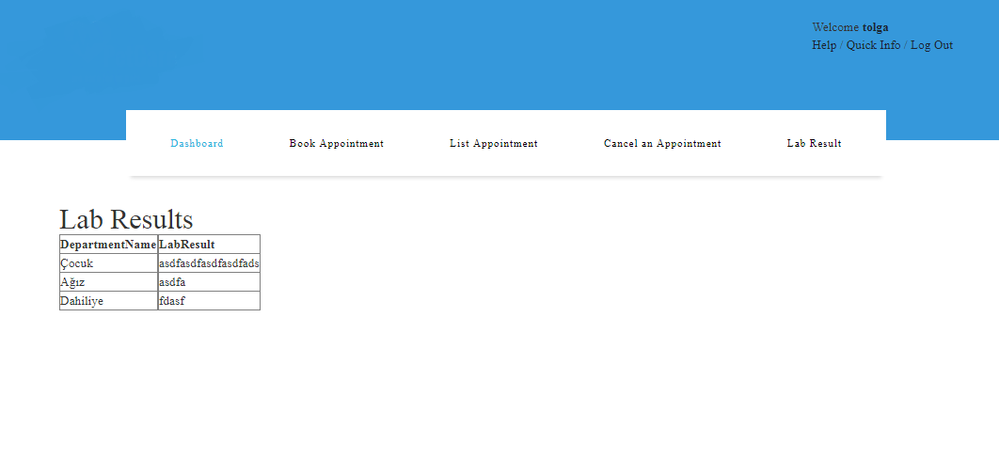 Welcome tolga
Help / Quick Info / Log Out
Dashboard Book Appointment List Appointment Cancel an Appointment Lab Result
Lab Results
DepartmentName LabResult
Çocuk asdfasdfasdfasdfads
Ağız asdfa
Dahiliye fdasf